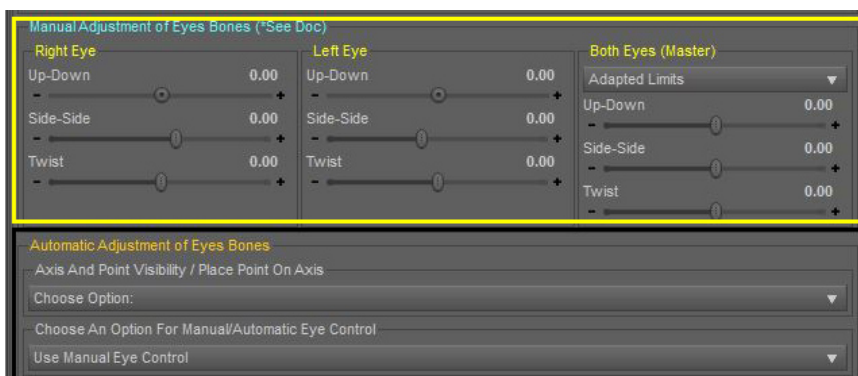 Manual Adjustment of Eyes Bones (*See Doc)
Right Eye
Up-Down 0.00
- +
Side-Side 0.00
- +
Twist 0.00
- +
Left Eye
Up-Down 0.00
- +
Side-Side 0.00
- +
Twist 0.00
- +
Both Eyes (Master)
Adapted Limits
Up-Down 0.00
- +
Side-Side 0.00
- +
Twist 0.00
- +
Automatic Adjustment of Eyes Bones
Axis And Point Visibility / Place Point On Axis
Choose Option:
Choose An Option For Manual/Automatic Eye Control
Use Manual Eye Control